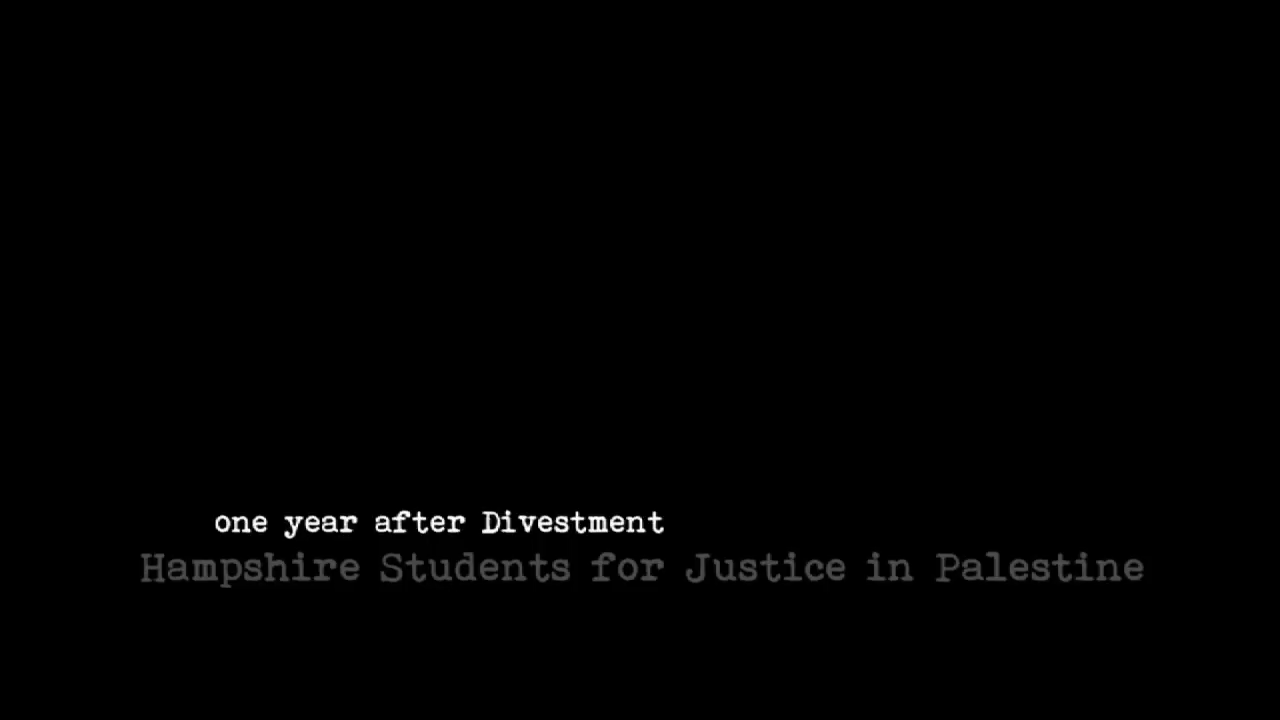 one year after Divestment
Hampshire Students for Justice in Palestine